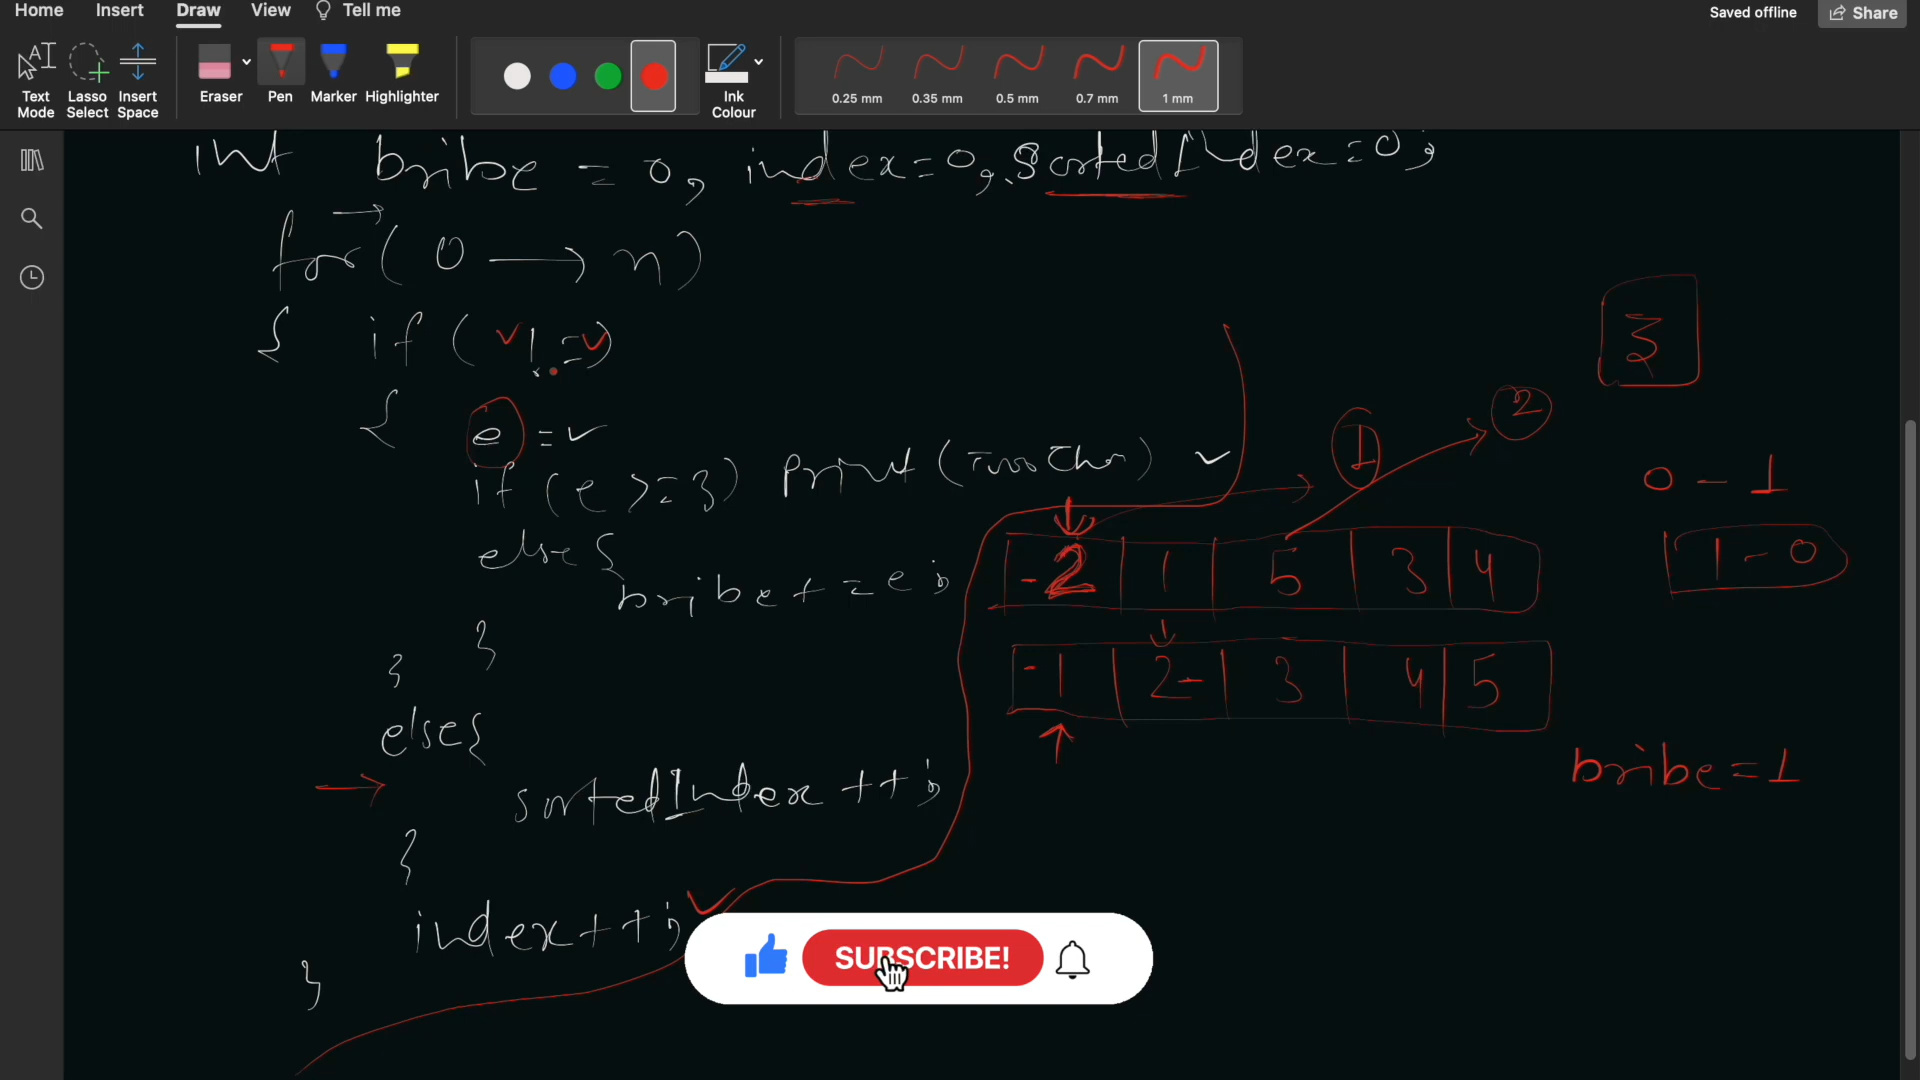 Home Insert Draw View Tell me Saved offline Share
Text Mode Lasso Select Insert Space Eraser Pen Marker Highlighter Ink Colour 0.25 mm 0.35 mm 0.5 mm 0.7 mm 1 mm
int bribe = 0, index=0, SortedIndex=0;
for( 0 → n)
{ if ( ✓ != ✓)
{ e = ✓
if (e >= 3) Print ( ) ✓
else{
bribe + = e;
}
}
else{
sortedIndex ++;
}
index++;
}
3
1 2
0 - 1
1 - 0
- 2 1 5 3 4
- 1 2 - 3 4 5
bribe = 1
SUBSCRIBE!